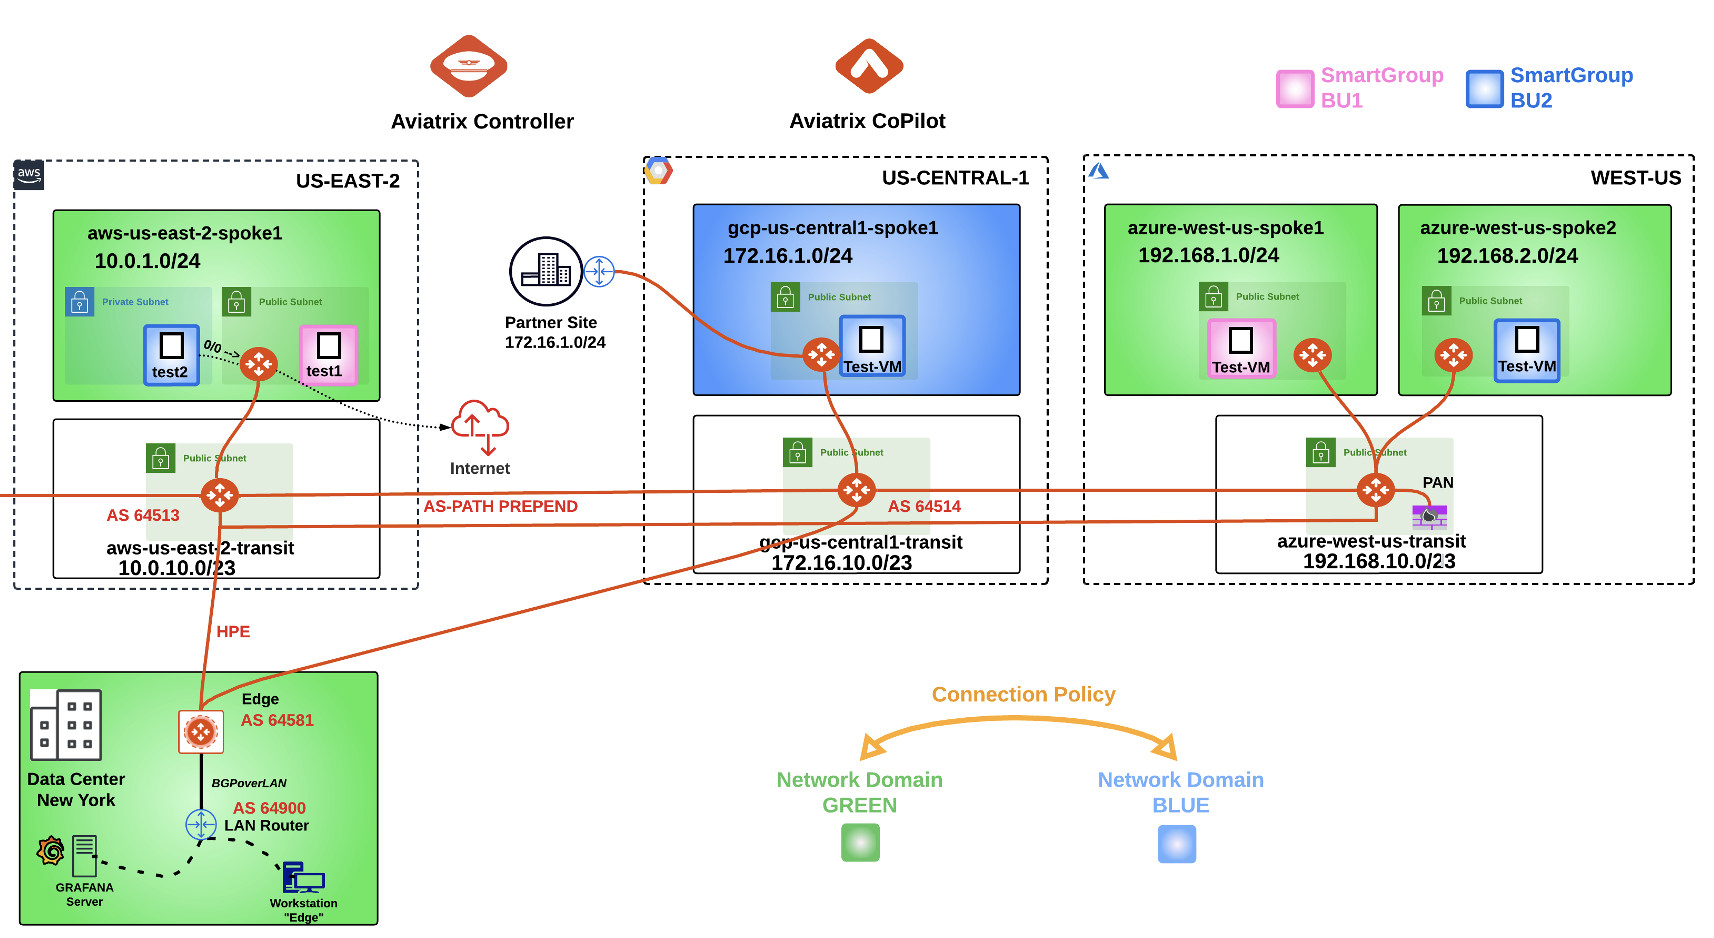 Aviatrix Controller
Aviatrix CoPilot
SmartGroup
BU1
SmartGroup
BU2
aws
US-EAST-2
aws-us-east-2-spoke1
10.0.1.0/24
Private Subnet
Public Subnet
test2
0/0 -->
test1
Internet
Public Subnet
AS 64513
aws-us-east-2-transit
10.0.10.0/23
AS-PATH PREPEND
HPE
Partner Site
172.16.1.0/24
US-CENTRAL-1
gcp-us-central1-spoke1
172.16.1.0/24
Public Subnet
Test-VM
Public Subnet
AS 64514
gcp-us-central1-transit
172.16.10.0/23
WEST-US
azure-west-us-spoke1
192.168.1.0/24
Public Subnet
Test-VM
azure-west-us-spoke2
192.168.2.0/24
Public Subnet
Test-VM
Public Subnet
PAN
azure-west-us-transit
192.168.10.0/23
Edge
AS 64581
Data Center
New York
BGPoverLAN
AS 64900
LAN Router
GRAFANA
Server
Workstation
"Edge"
Connection Policy
Network Domain
GREEN
Network Domain
BLUE